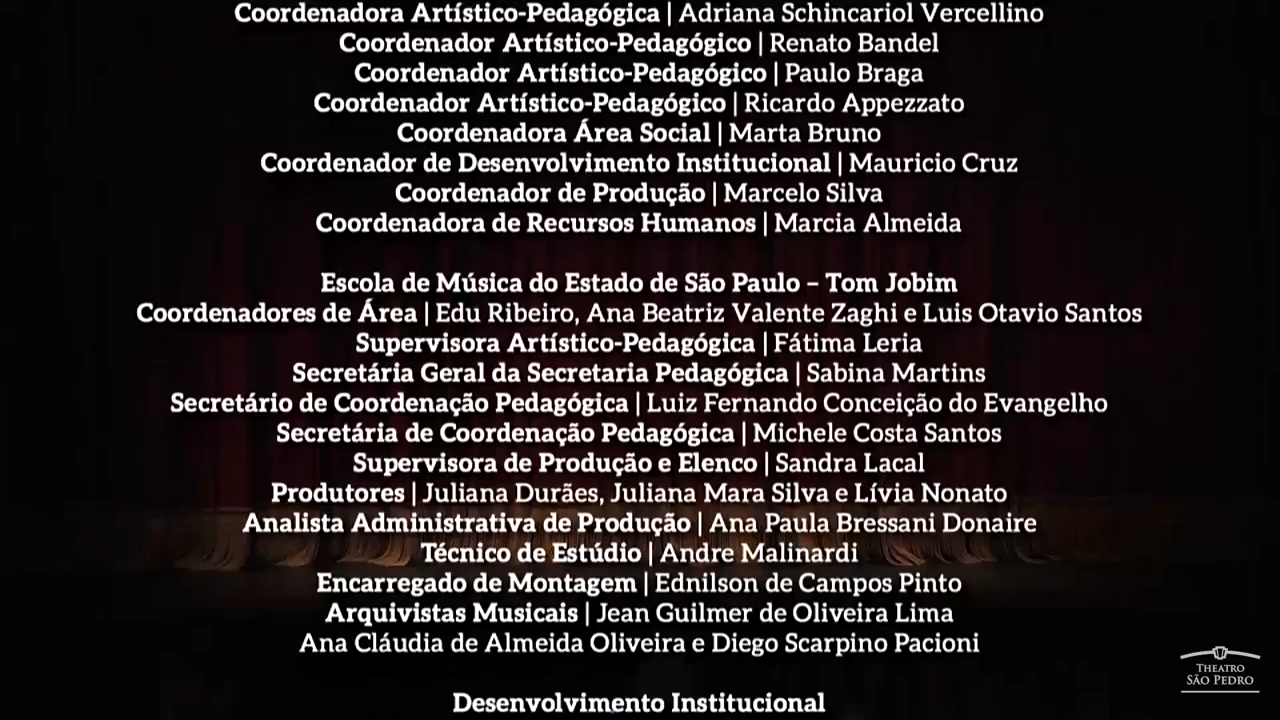 Coordenadora Artístico-Pedagógica | Adriana Schincariol Vercellino
Coordenador Artístico-Pedagógico | Renato Bandel
Coordenador Artístico-Pedagógico | Paulo Braga
Coordenador Artístico-Pedagógico | Ricardo Appezzato
Coordenadora Área Social | Marta Bruno
Coordenador de Desenvolvimento Institucional | Mauricio Cruz
Coordenador de Produção | Marcelo Silva
Coordenadora de Recursos Humanos | Marcia Almeida
Escola de Música do Estado de São Paulo – Tom Jobim
Coordenadores de Área | Edu Ribeiro, Ana Beatriz Valente Zaghi e Luis Otavio Santos
Supervisora Artístico-Pedagógica | Fátima Leria
Secretária Geral da Secretaria Pedagógica | Sabina Martins
Secretário de Coordenação Pedagógica | Luiz Fernando Conceição do Evangelho
Secretária de Coordenação Pedagógica | Michele Costa Santos
Supervisora de Produção e Elenco | Sandra Lacal
Produtores | Juliana Durães, Juliana Mara Silva e Lívia Nonato
Analista Administrativa de Produção | Ana Paula Bressani Donaire
Técnico de Estúdio | Andre Malinardi
Encarregado de Montagem | Ednilson de Campos Pinto
Arquivistas Musicais | Jean Guilmer de Oliveira Lima
Ana Cláudia de Almeida Oliveira e Diego Scarpino Pacioni
Desenvolvimento Institucional
THEATRO
SÃO PEDRO